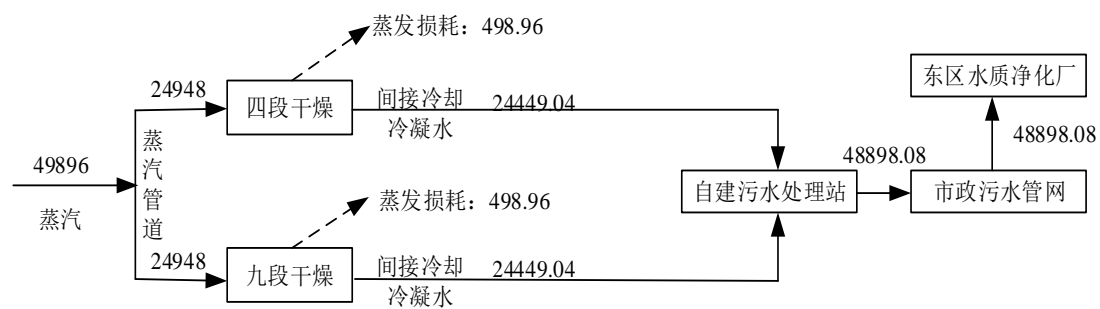 蒸发损耗：498.96
24948
四段干燥
间接冷却 24449.04
冷凝水
东区水质净化厂
48898.08
49896
蒸汽
蒸汽管道
蒸发损耗：498.96
自建污水处理站
48898.08
市政污水管网
24948
九段干燥
间接冷却 24449.04
冷凝水